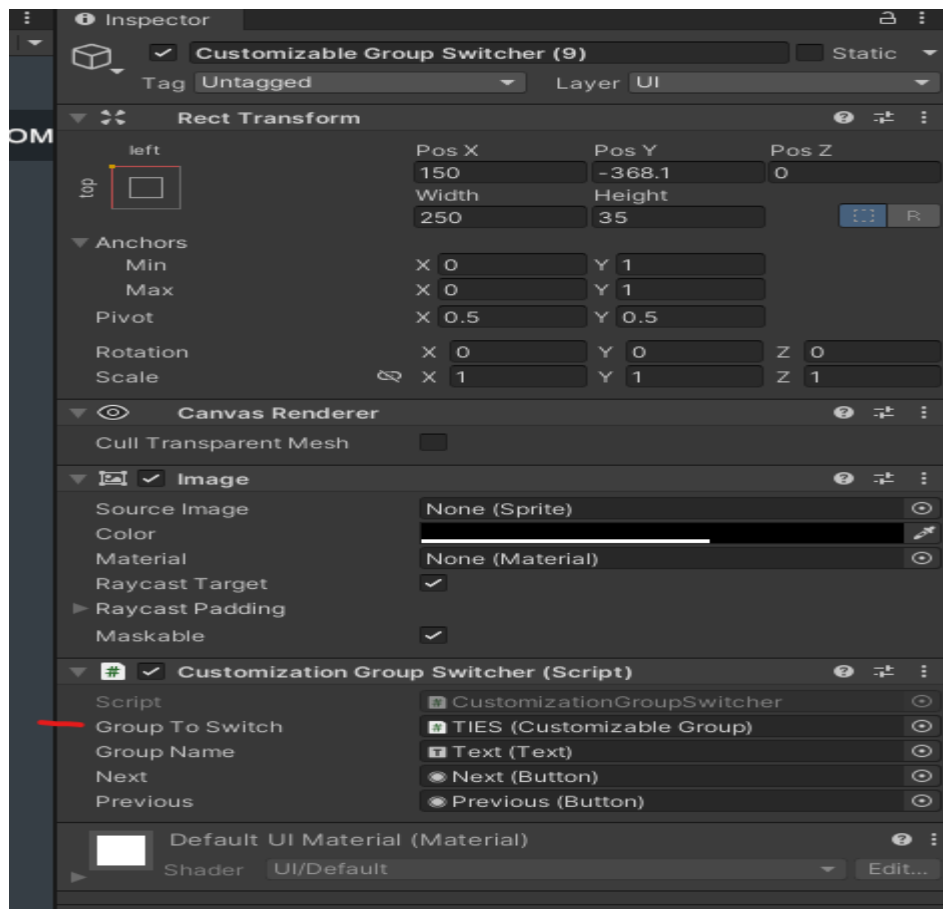 Inspector
Customizable Group Switcher (9) Static
Tag Untagged Layer UI
OM
Rect Transform
left Pos X Pos Y Pos Z
150 -368.1 0
top
Width Height
250 35 R
Anchors
Min X 0 Y 1
Max X 0 Y 1
Pivot X 0.5 Y 0.5
Rotation X 0 Y 0 Z 0
Scale X 1 Y 1 Z 1
Canvas Renderer
Cull Transparent Mesh
Image
Source Image None (Sprite)
Color
Material None (Material)
Raycast Target
Raycast Padding
Maskable
# Customization Group Switcher (Script)
Script # CustomizationGroupSwitcher
Group To Switch # TIES (Customizable Group)
Group Name T Text (Text)
Next Next (Button)
Previous Previous (Button)
Default UI Material (Material)
Shader UI/Default Edit...